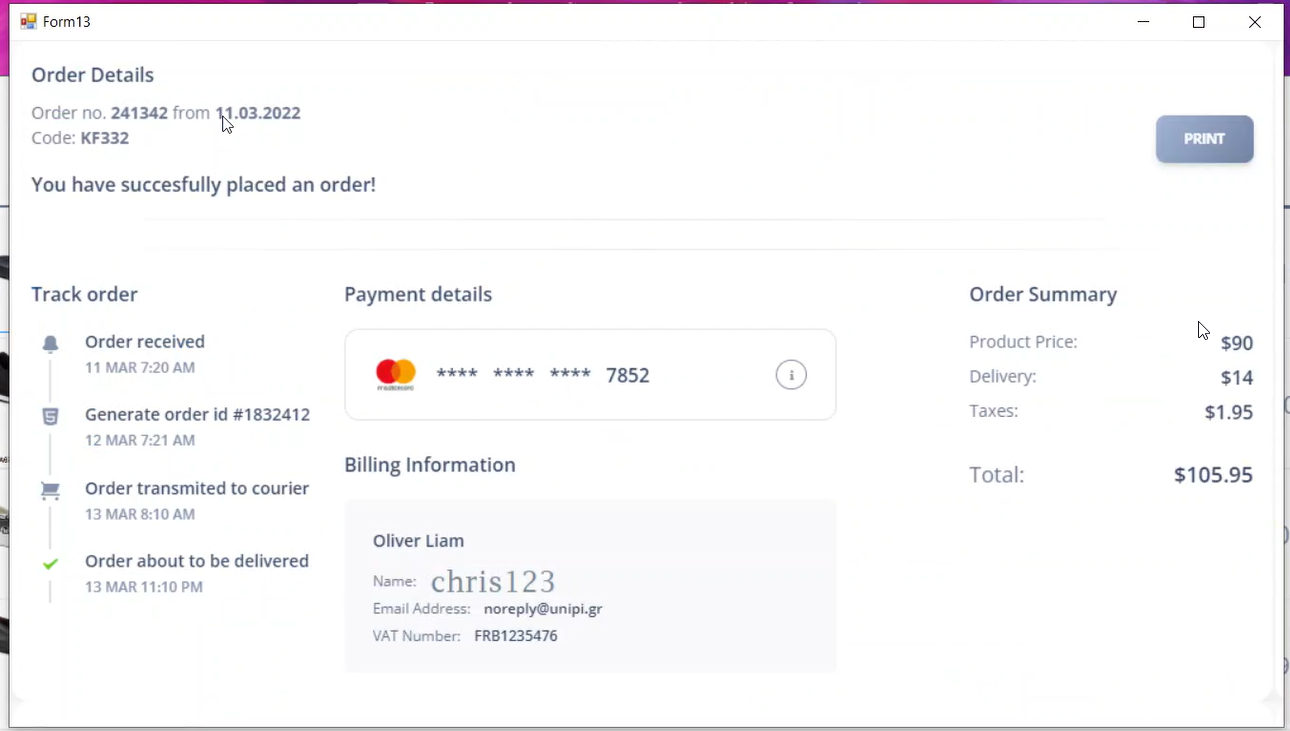 Form13
Order Details
Order no. 241342 from 11.03.2022
Code: KF332
PRINT
You have succesfully placed an order!
Track order
Order received
11 MAR 7:20 AM
Generate order id #1832412
12 MAR 7:21 AM
Order transmited to courier
13 MAR 8:10 AM
Order about to be delivered
13 MAR 11:10 PM
Payment details
mastercard
**** **** **** 7852
i
Billing Information
Oliver Liam
Name: chris123
Email Address: noreply@unipi.gr
VAT Number: FRB1235476
Order Summary
Product Price: $90
Delivery: $14
Taxes: $1.95
Total: $105.95